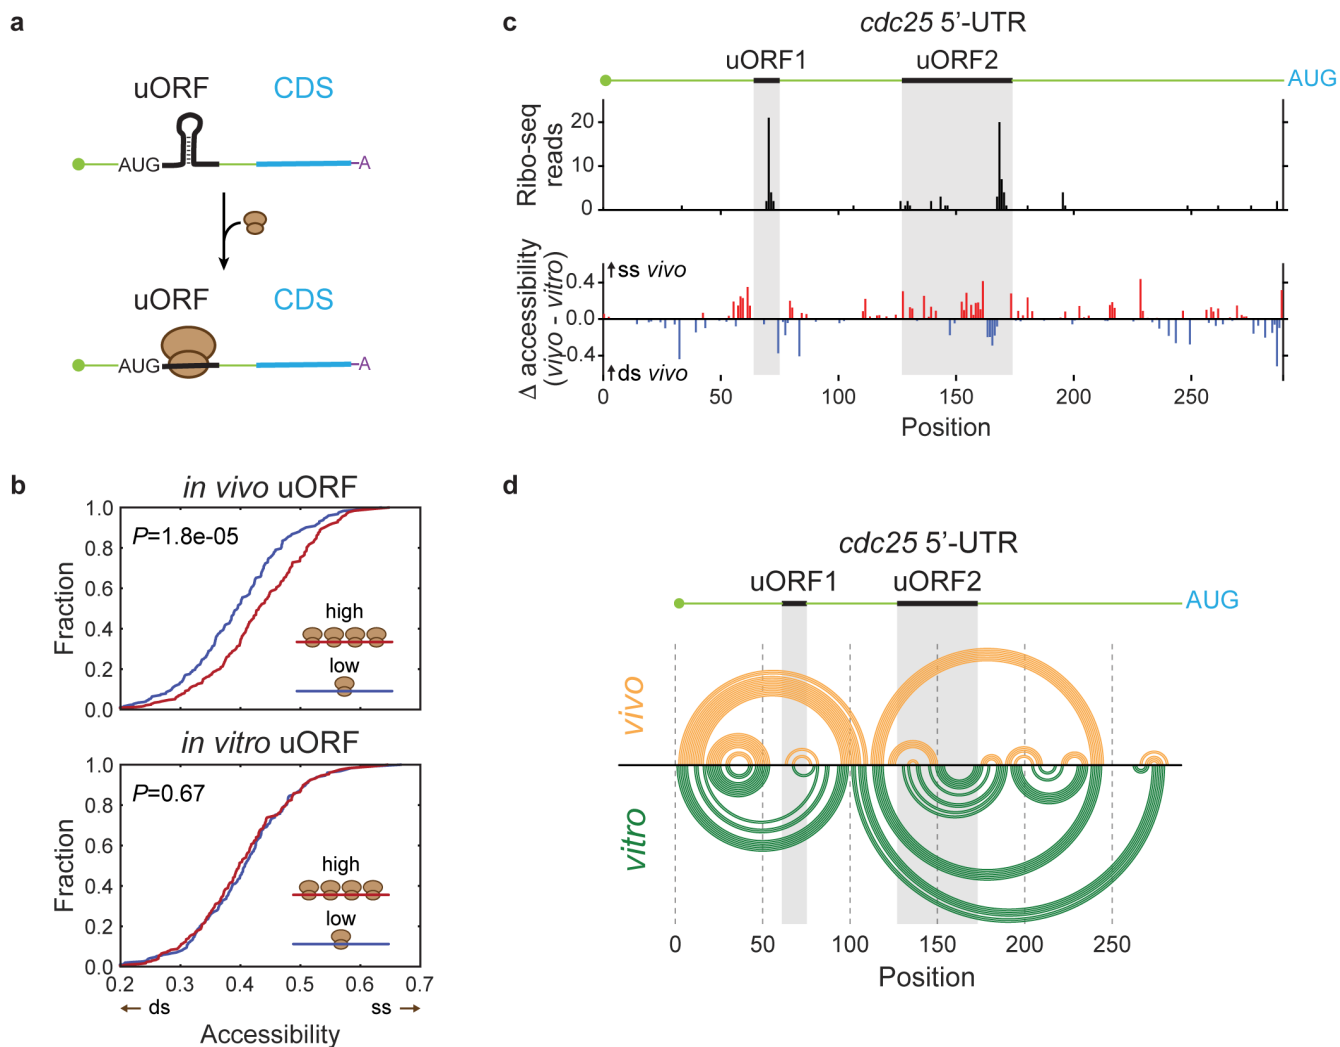 a
uORF CDS
AUG A
uORF CDS
AUG A
b
in vivo uORF
1.0
0.8
0.6
0.4
0.2
0.0
Fraction
P=1.8e-05
high
low
in vitro uORF
1.0
0.8
0.6
0.4
0.2
0.0
Fraction
P=0.67
high
low
0.2 0.3 0.4 0.5 0.6 0.7
← ds ss →
Accessibility
c
cdc25 5'-UTR
uORF1 uORF2
AUG
20
10
0
Ribo-seq
reads
0.4
0.0
-0.4
Δ accessibility
(vivo - vitro)
↑ss vivo
↑ds vivo
0 50 100 150 200 250
Position
d
cdc25 5'-UTR
uORF1 uORF2
AUG
vivo
vitro
0 50 100 150 200 250
Position